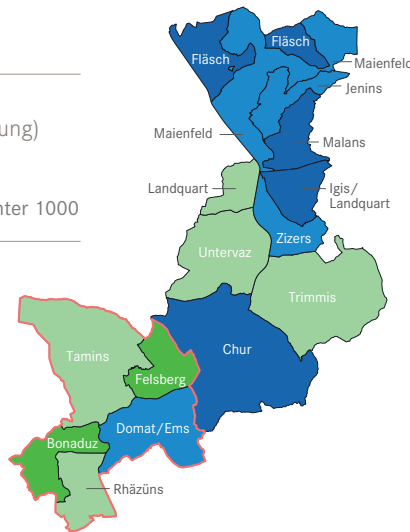 ung)
nter 1000
Fläsch
Fläsch
Maienfeld
Jenins
Maienfeld
Malans
Landquart
Igis/
Landquart
Zizers
Untervaz
Trimmis
Chur
Tamins
Felsberg
Domat/Ems
Bonaduz
Rhäzüns